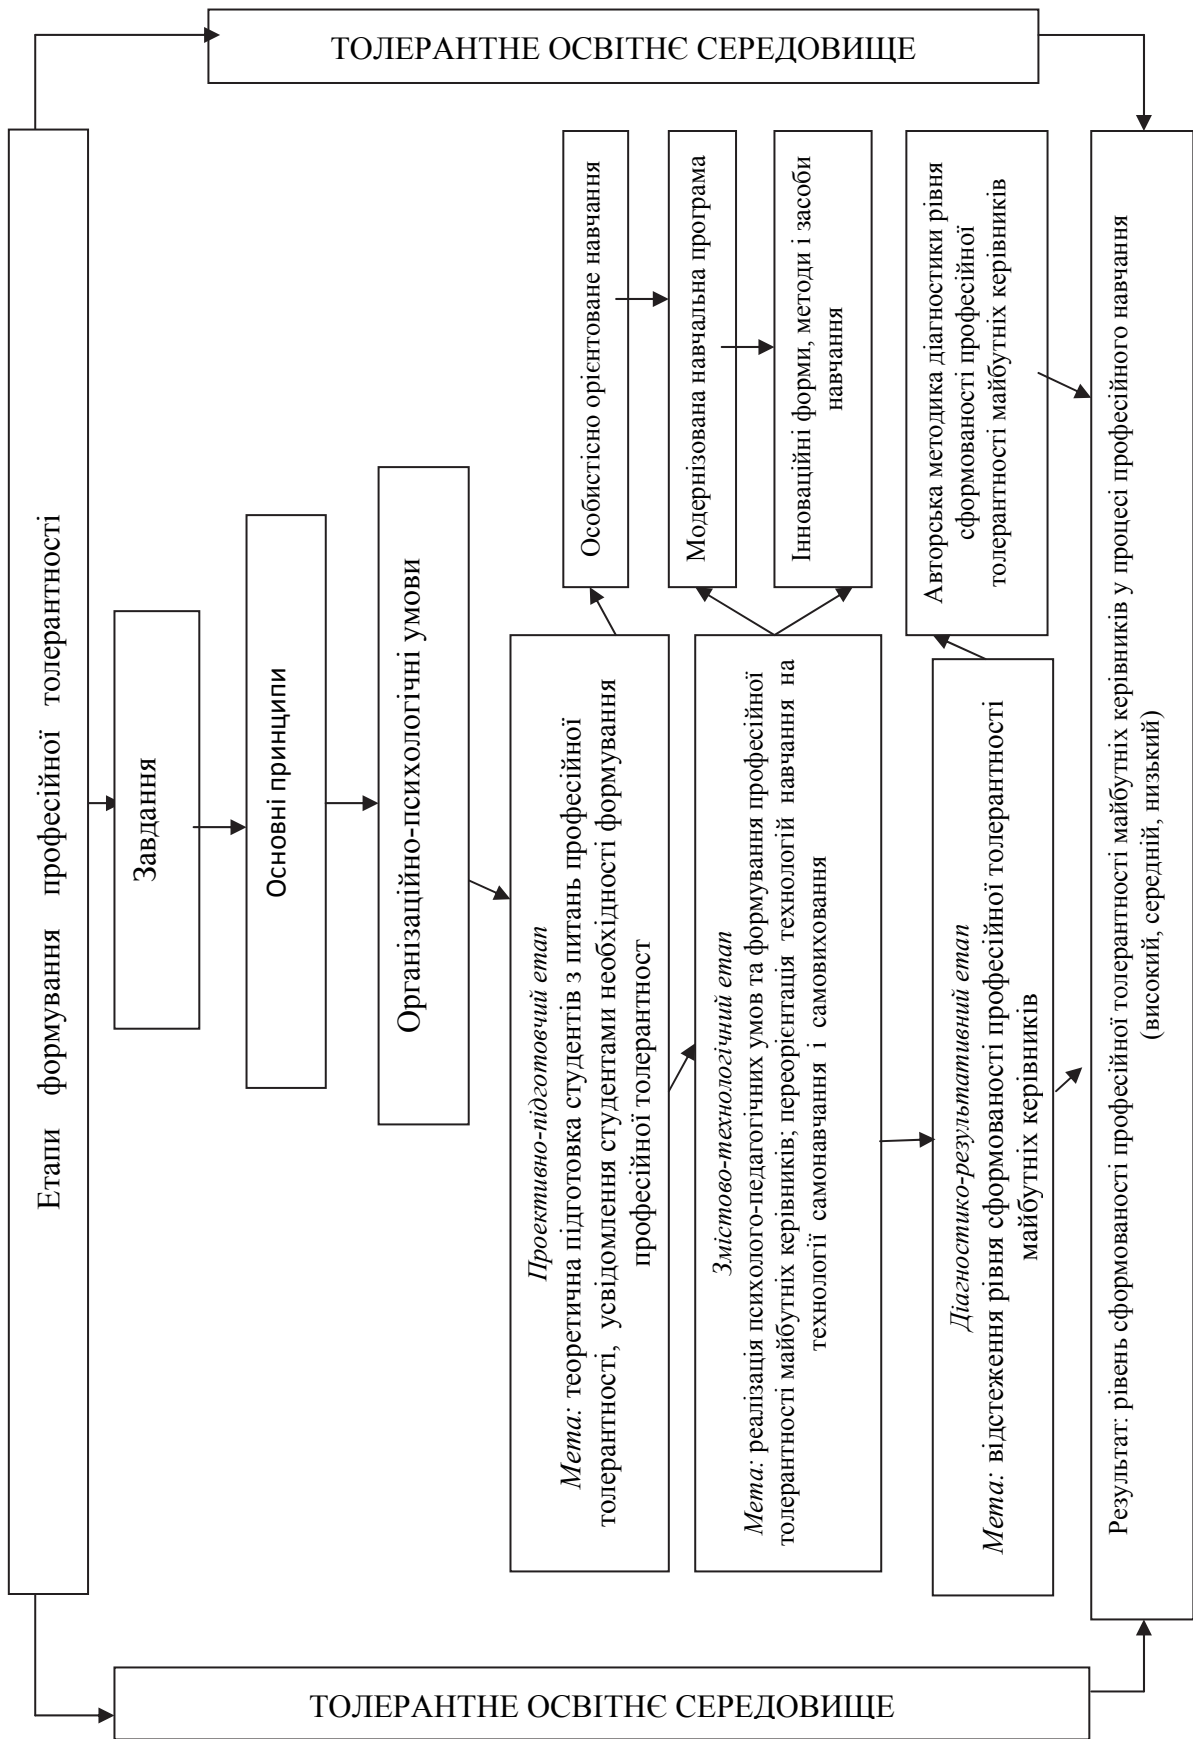 ТОЛЕРАНТНЕ ОСВІТНЄ СЕРЕДОВИЩЕ
Етапи формування професійної толерантності
Завдання
Основні принципи
Організаційно-психологічні умови
Проективно-підготовчий етап
Мета: теоретична підготовка студентів з питань професійної
толерантності, усвідомлення студентами необхідності формування
професійної толерантност
Особистісно орієнтоване навчання
Модернізована навчальна програма
Інноваційні форми, методи і засоби
навчання
Змістово-технологічний етап
Мета: реалізація психолого-педагогічних умов та формування професійної
толерантності майбутніх керівників; переорієнтація технологій навчання на
технології самонавчання і самовиховання
Діагностико-результативний етап
Мета: відстеження рівня сформованості професійної толерантності
майбутніх керівників
Авторська методика діагностики рівня
сформованості професійної
толерантності майбутніх керівників
Результат: рівень сформованості професійної толерантності майбутніх керівників у процесі професійного навчання
(високий, середній, низький)
ТОЛЕРАНТНЕ ОСВІТНЄ СЕРЕДОВИЩЕ